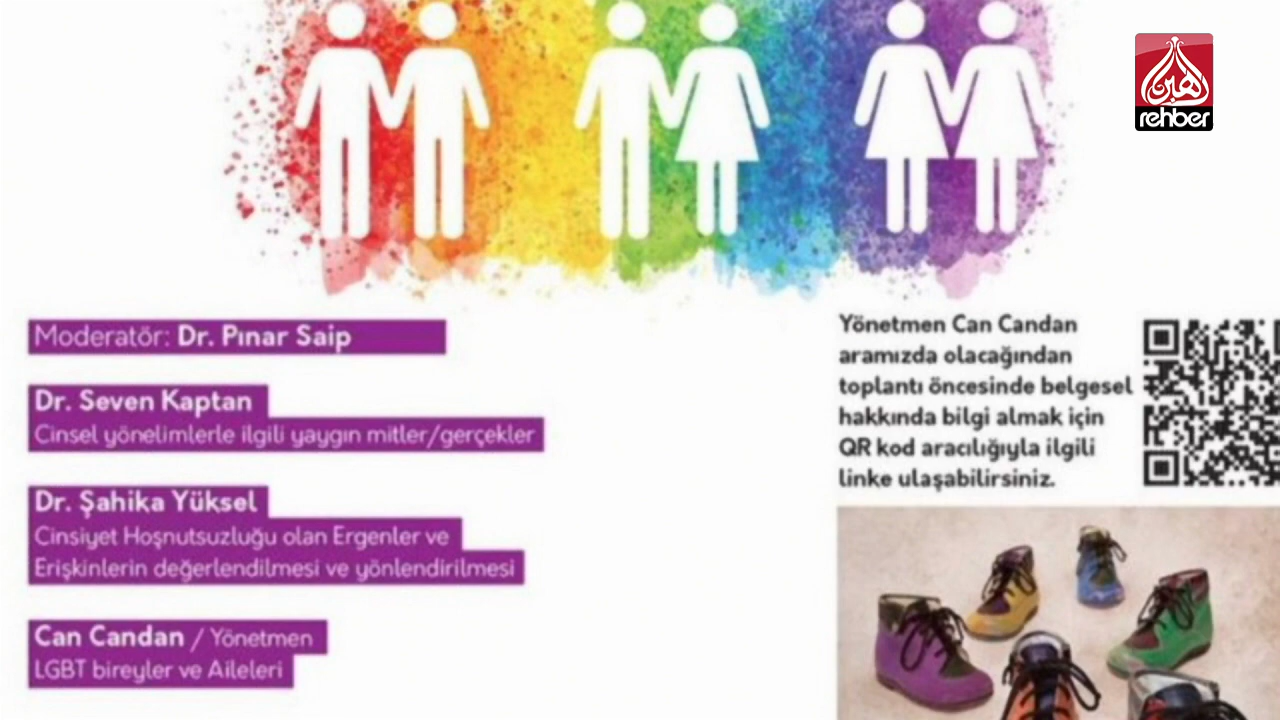 رهبر
rehber
Moderatör: Dr. Pınar Saip
Dr. Seven Kaptan
Cinsel yönelimlerle ilgili yaygın mitler/gerçekler
Dr. Şahika Yüksel
Cinsiyet Hoşnutsuzluğu olan Ergenler ve
Erişkinlerin değerlendilmesi ve yönlendirilmesi
Can Candan / Yönetmen
LGBT bireyler ve Aileleri
Yönetmen Can Candan
aramızda olacağından
toplantı öncesinde belgesel
hakkında bilgi almak için
QR kod aracılığıyla ilgili
linke ulaşabilirsiniz.